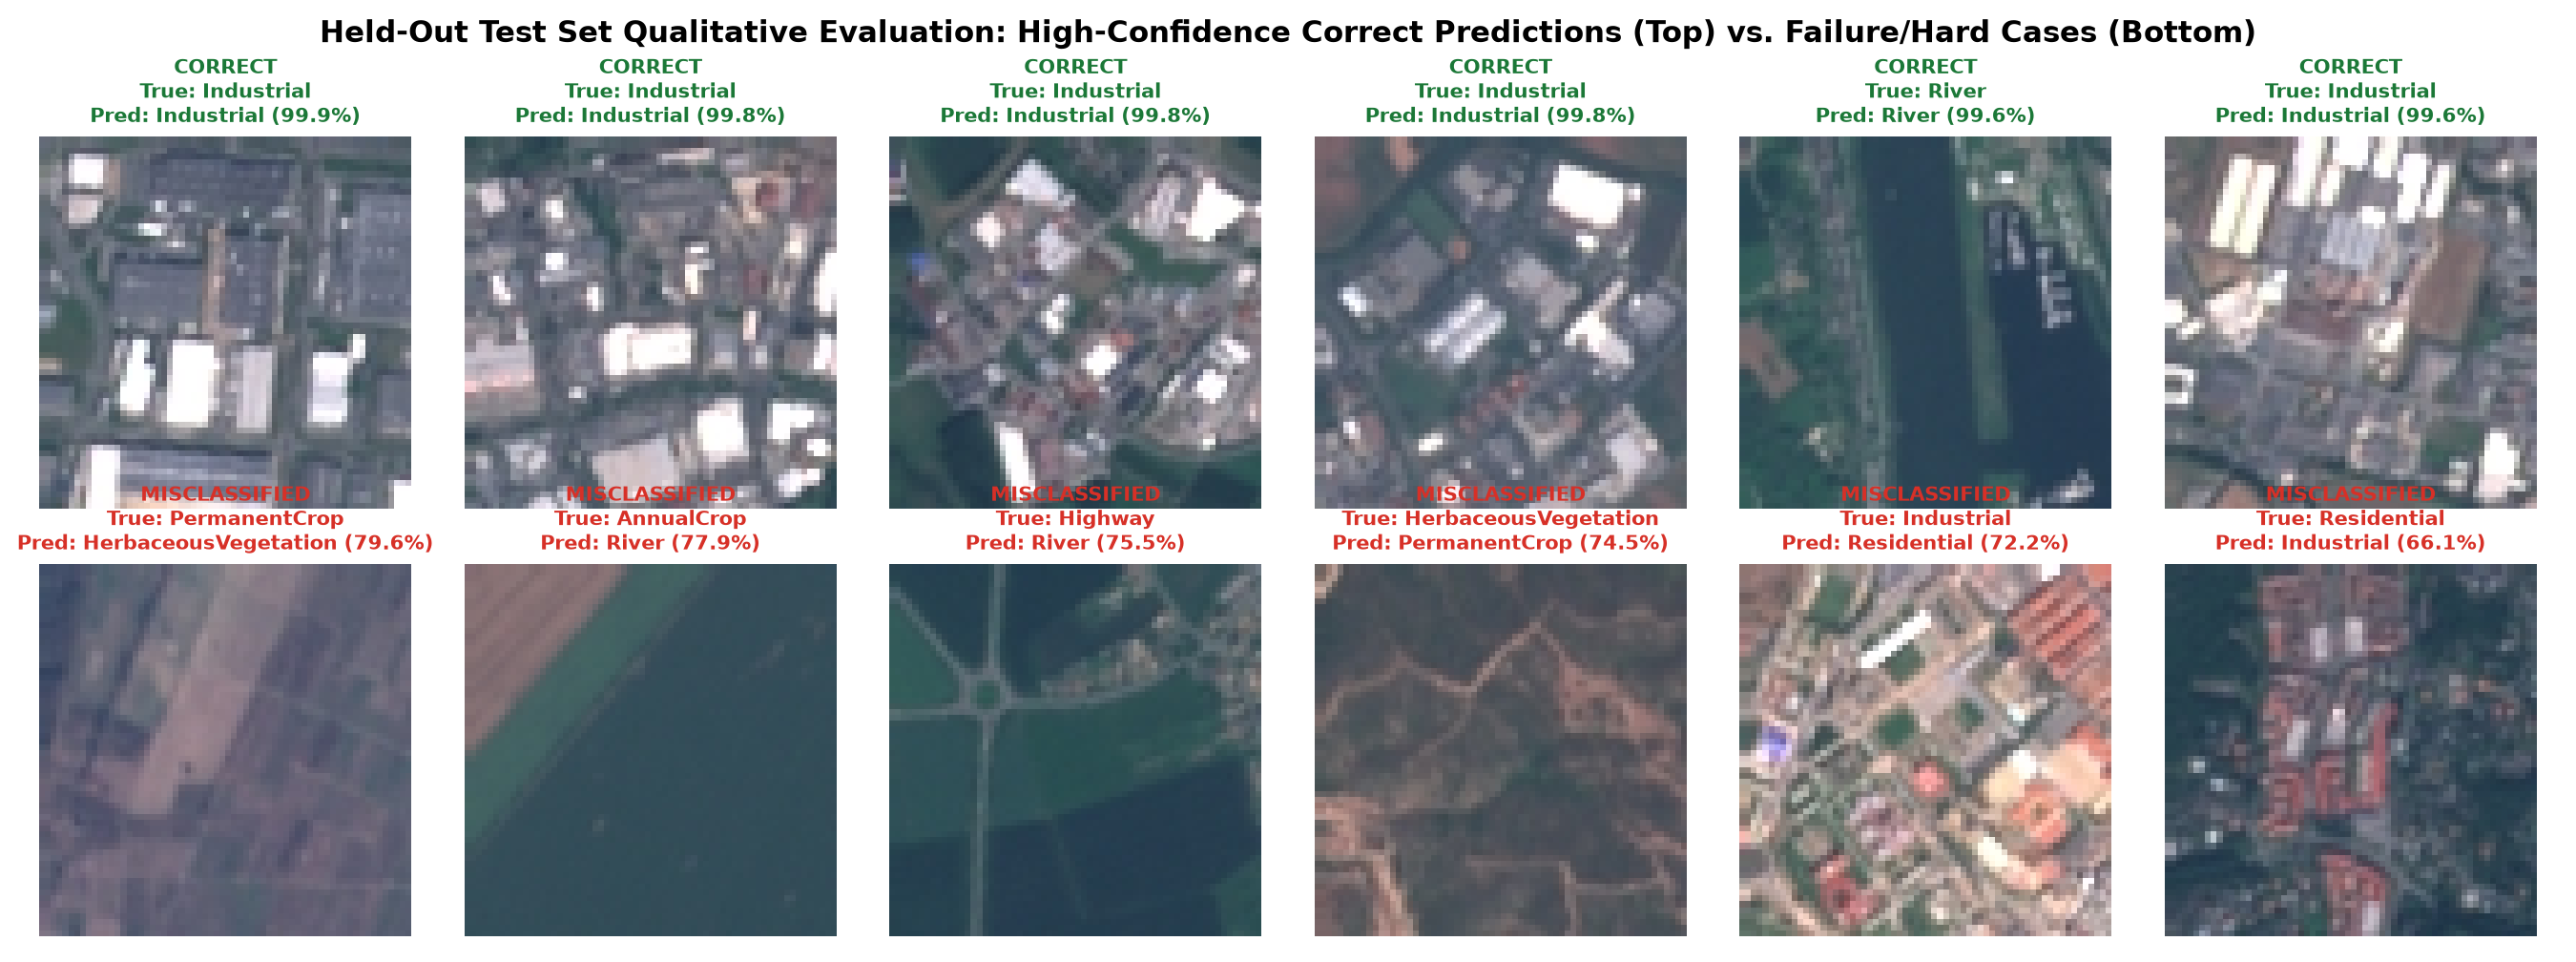 Held-Out Test Set Qualitative Evaluation: High-Confidence Correct Predictions (Top) vs. Failure/Hard Cases (Bottom)
CORRECT
True: Industrial
Pred: Industrial (99.9%)
CORRECT
True: Industrial
Pred: Industrial (99.8%)
CORRECT
True: Industrial
Pred: Industrial (99.8%)
CORRECT
True: Industrial
Pred: Industrial (99.8%)
CORRECT
True: River
Pred: River (99.6%)
CORRECT
True: Industrial
Pred: Industrial (99.6%)
MISCLASSIFIED
True: PermanentCrop
Pred: HerbaceousVegetation (79.6%)
MISCLASSIFIED
True: AnnualCrop
Pred: River (77.9%)
MISCLASSIFIED
True: Highway
Pred: River (75.5%)
MISCLASSIFIED
True: HerbaceousVegetation
Pred: PermanentCrop (74.5%)
MISCLASSIFIED
True: Industrial
Pred: Residential (72.2%)
MISCLASSIFIED
True: Residential
Pred: Industrial (66.1%)